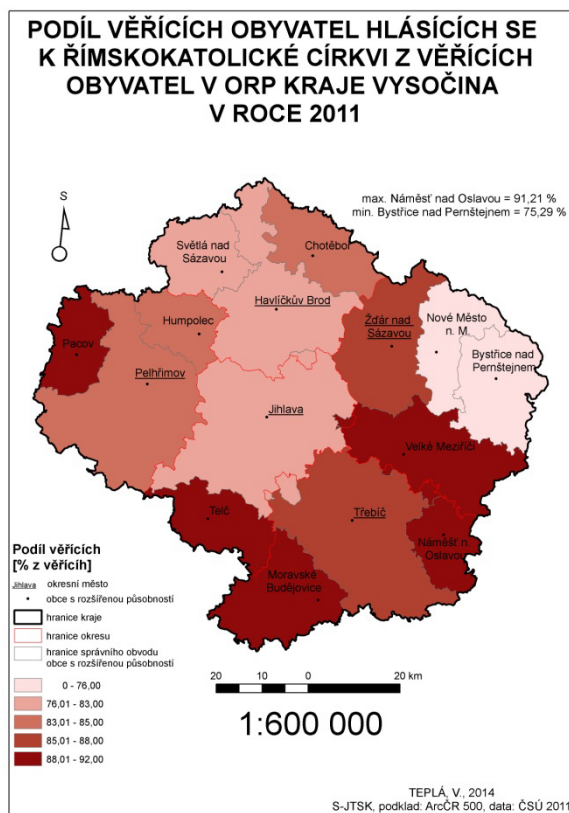 PODÍL VĚŘÍCÍCH OBYVATEL HLÁSÍCÍCH SE
K ŘÍMSKOKATOLICKÉ CÍRKVI Z VĚŘÍCÍCH
OBYVATEL V ORP KRAJE VYSOČINA
V ROCE 2011
S
max. Náměsť nad Oslavou = 91,21 %
min. Bystřice nad Pernštejnem = 75,29 %
Světlá nad
Sázavou
Chotěboř
Havlíčkův Brod
Nové Město
n. M.
Humpolec
Žďár nad
Sázavou
Pacov
Bystřice nad
Pernštejnem
Pelhřimov
Jihlava
Velké Meziříčí
Telč
Třebíč
Náměšť n.
Oslavou
Moravské
Budějovice
Podíl věřících
[% z věřícíh]
Jihlava okresní město
obce s rozšířenou působností
hranice kraje
hranice okresu
hranice správního obvodu
obce s rozšířenou působností
0 - 76,00
76,01 - 83,00
83,01 - 85,00
85,01 - 88,00
88,01 - 92,00
20 10 0 20 km
1:600 000
TEPLÁ, V., 2014
S-JTSK, podklad: ArcČR 500, data: ČSÚ 2011